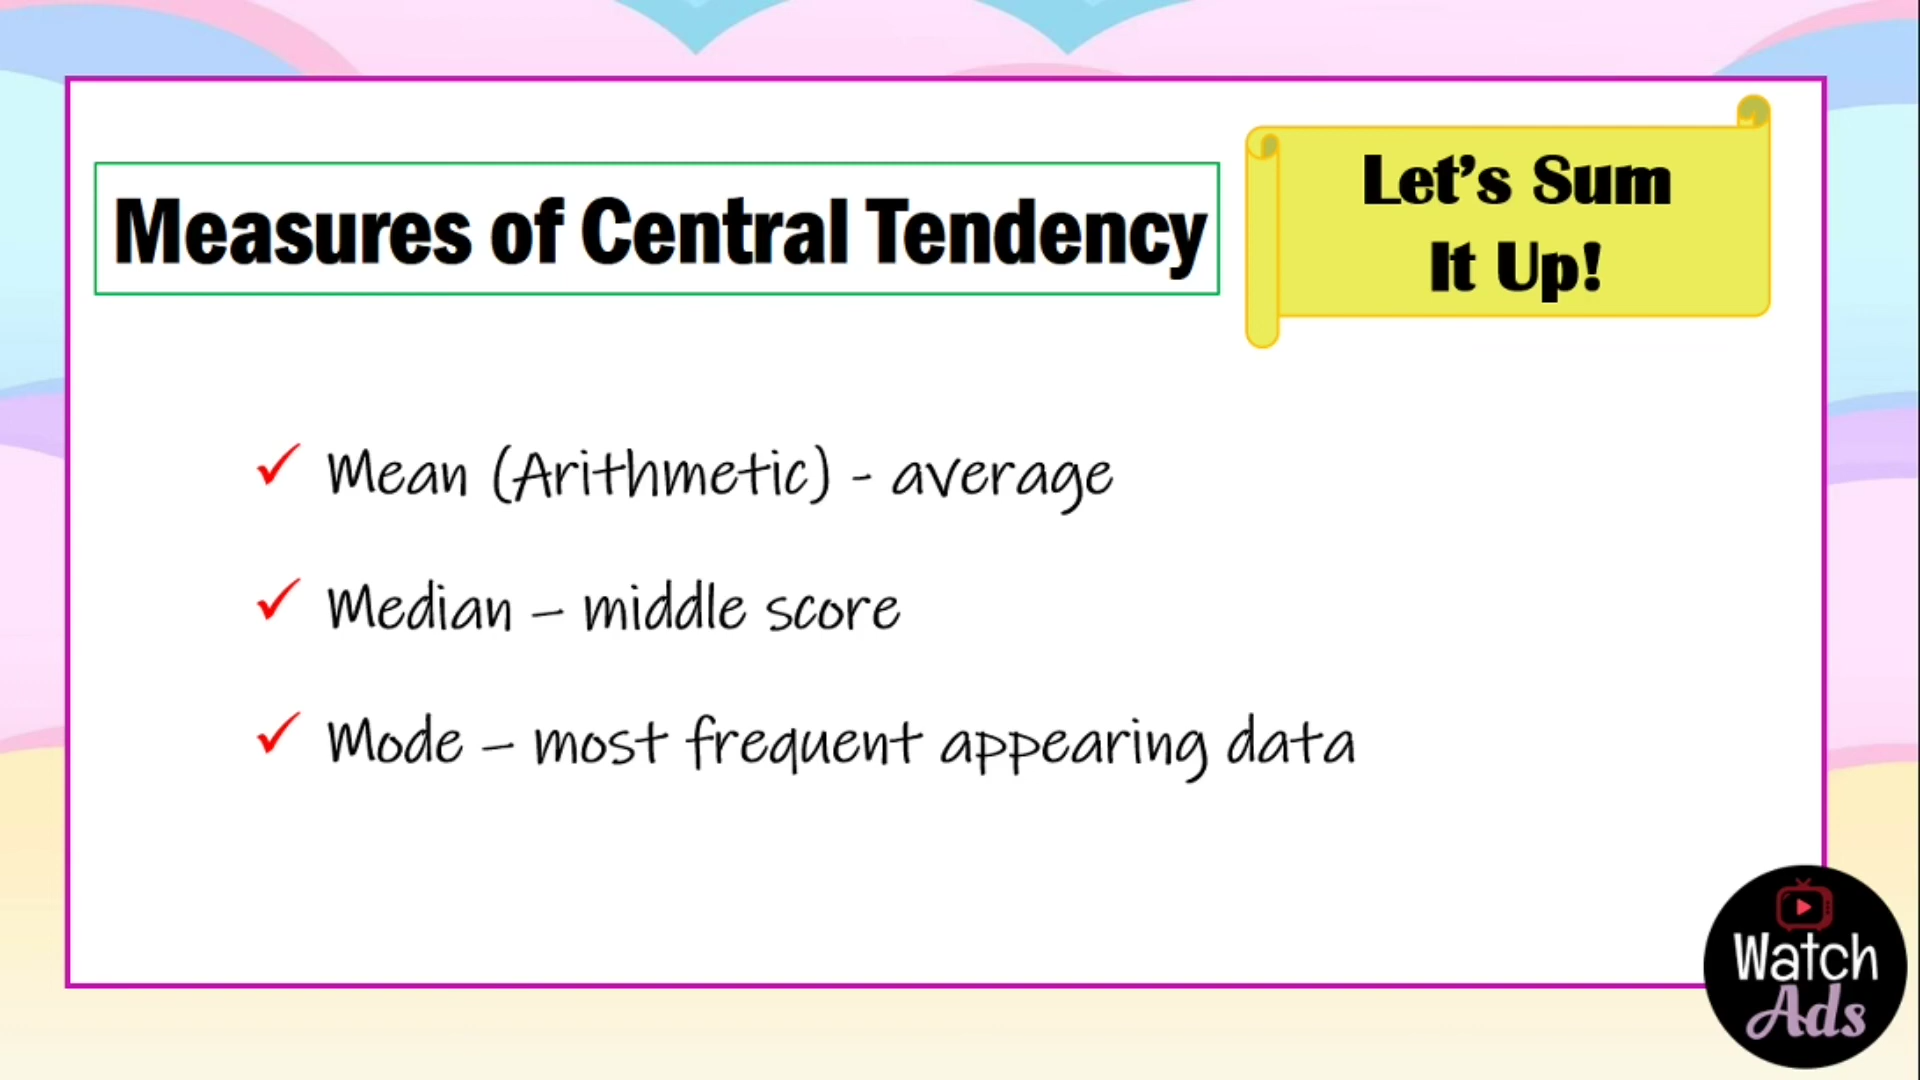 Measures of Central Tendency
Let's Sum
It Up!
✓ Mean (Arithmetic) - average
✓ Median – middle score
✓ Mode – most frequent appearing data
Watch
Ads